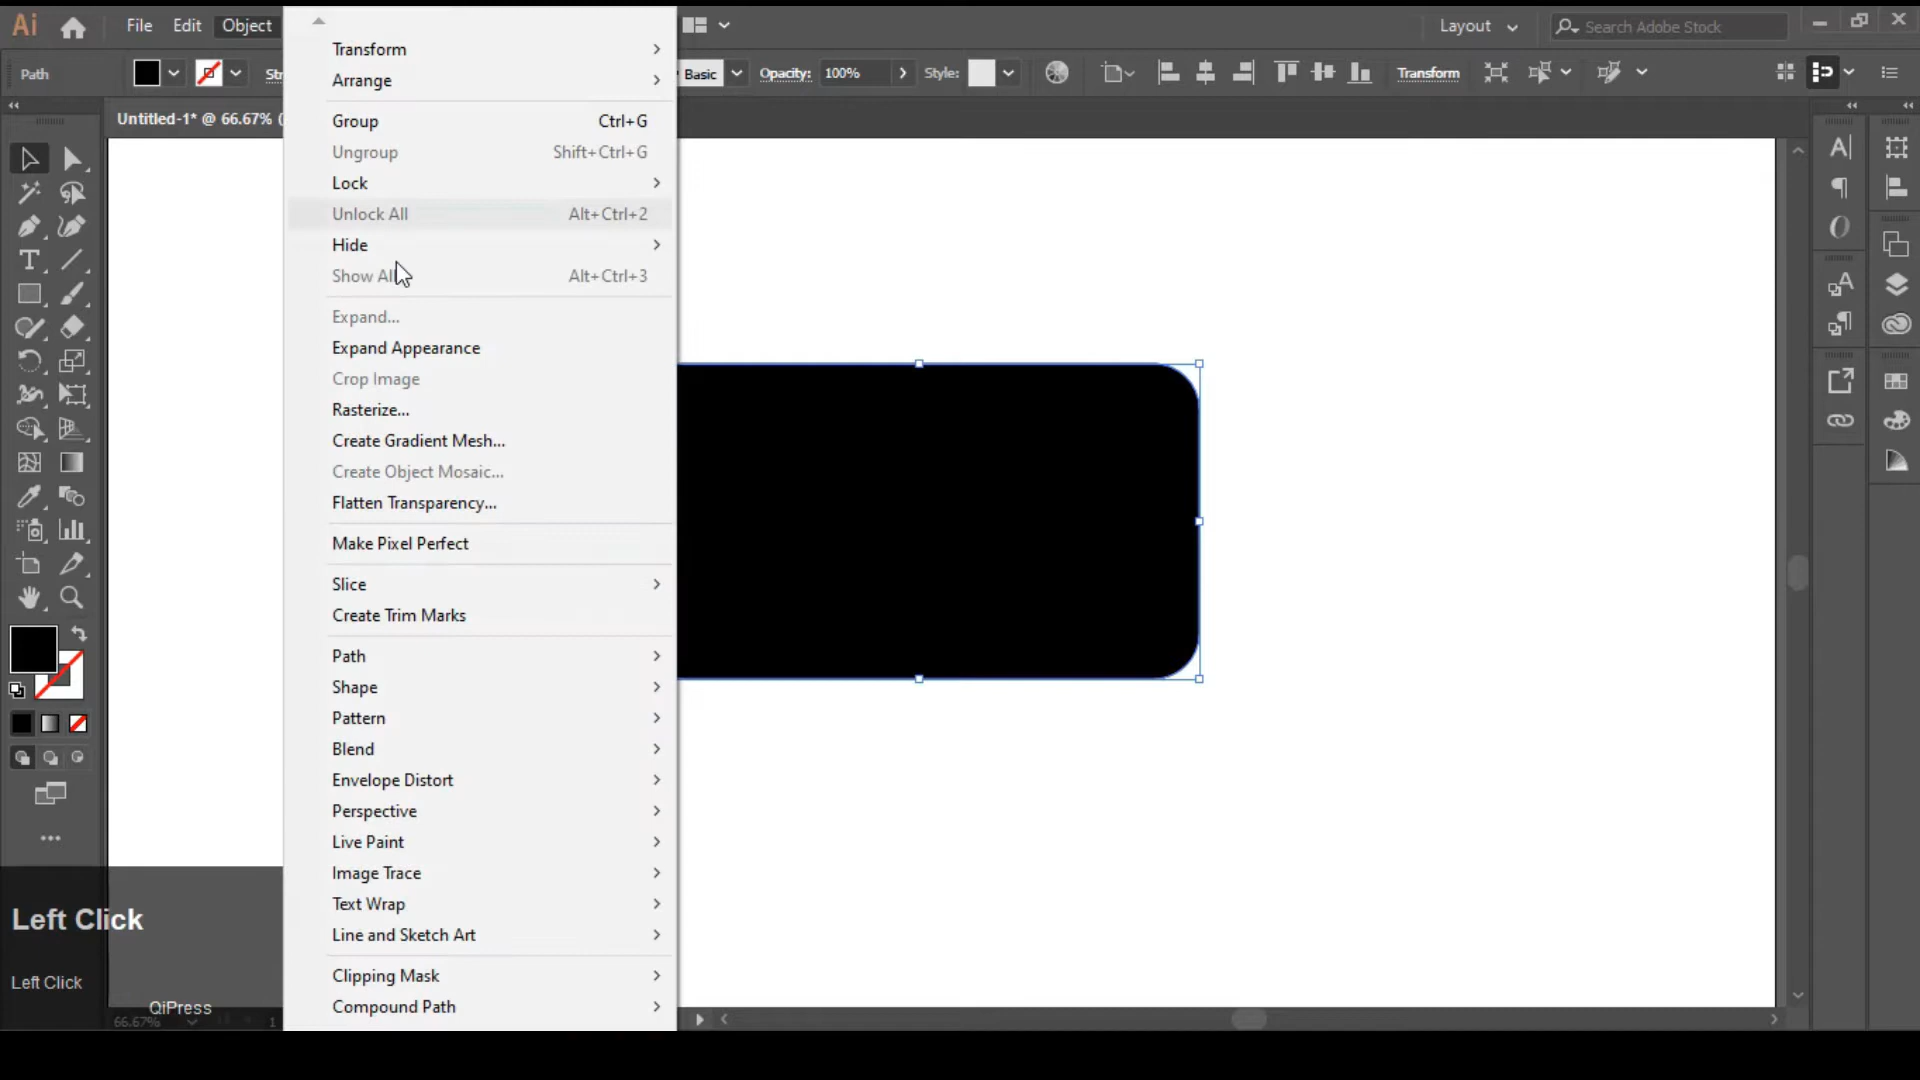 Ai File Edit Object Layout Search Adobe Stock
Path Str Basic Opacity: 100% Style: Transform
Untitled-1* @ 66.67% (
Transform
Arrange
Group Ctrl+G
Ungroup Shift+Ctrl+G
Lock
Unlock All Alt+Ctrl+2
Hide
Show All Alt+Ctrl+3
Expand...
Expand Appearance
Crop Image
Rasterize...
Create Gradient Mesh...
Create Object Mosaic...
Flatten Transparency...
Make Pixel Perfect
Slice
Create Trim Marks
Path
Shape
Pattern
Blend
Envelope Distort
Perspective
Live Paint
Image Trace
Text Wrap
Line and Sketch Art
Clipping Mask
Compound Path
Left Click
Left Click
QiPress
66.67% 1